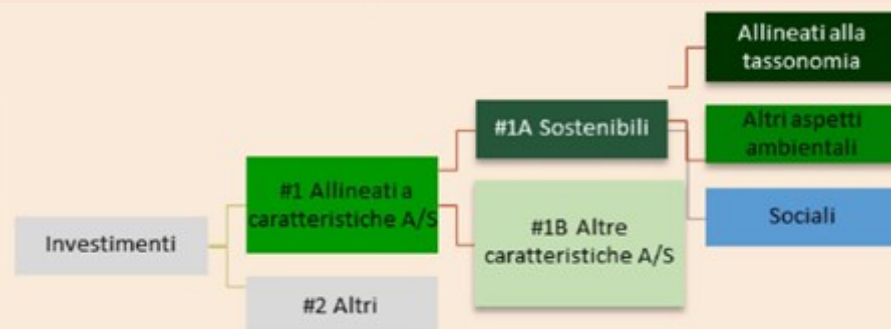 Investimenti
#1 Allineati a
caratteristiche A/S
#2 Altri
#1A Sostenibili
#1B Altre
caratteristiche A/S
Allineati alla
tassonomia
Altri aspetti
ambientali
Sociali